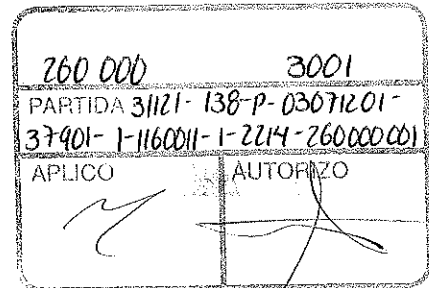 260 000 3001
PARTIDA 31121- 138-P- 03071201-
37901- 1-1160011- 1-2214-260000001
APLICO AUTORIZO